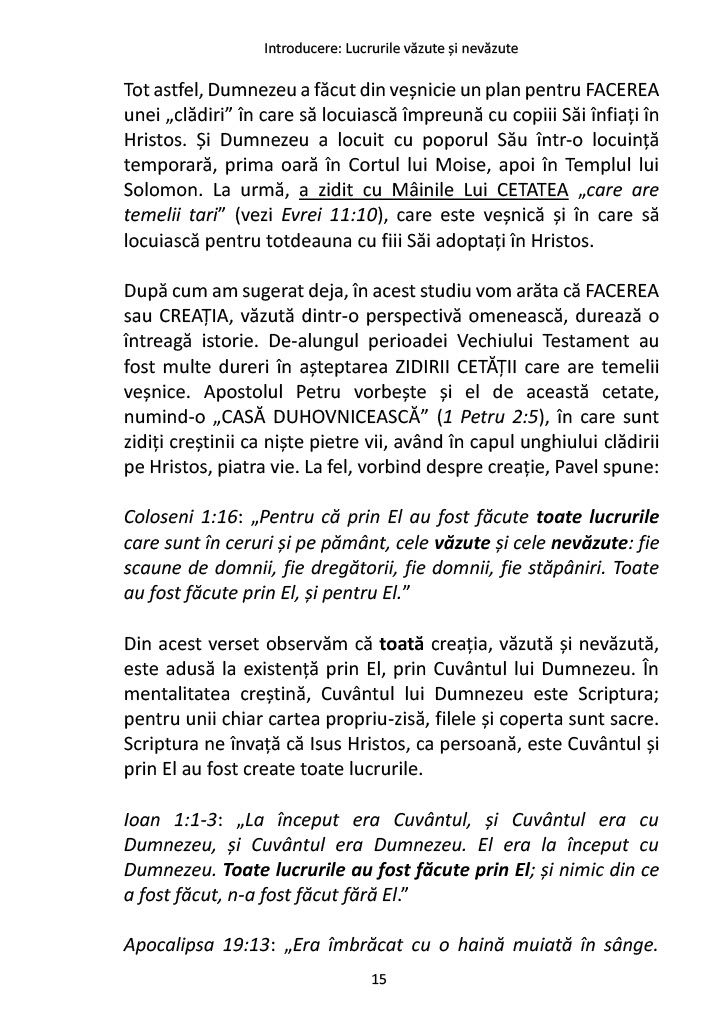 Introducere: Lucrurile văzute și nevăzute
Tot astfel, Dumnezeu a făcut din veșnicie un plan pentru FACEREA
unei „clădiri” în care să locuiască împreună cu copiii Săi înfiați în
Hristos. Și Dumnezeu a locuit cu poporul Său într-o locuință
temporară, prima oară în Cortul lui Moise, apoi în Templul lui
Solomon. La urmă, a zidit cu Mâinile Lui CETATEA „care are
temelii tari” (vezi Evrei 11:10), care este veșnică și în care să
locuiască pentru totdeauna cu fiii Săi adoptați în Hristos.
După cum am sugerat deja, în acest studiu vom arăta că FACEREA
sau CREAȚIA, văzută dintr-o perspectivă omenească, durează o
întreagă istorie. De-alungul perioadei Vechiului Testament au
fost multe dureri în așteptarea ZIDIRII CETĂȚII care are temelii
veșnice. Apostolul Petru vorbește și el de această cetate,
numind-o „CASĂ DUHOVNICEASCĂ” (1 Petru 2:5), în care sunt
zidiți creștinii ca niște pietre vii, având în capul unghiului clădirii
pe Hristos, piatra vie. La fel, vorbind despre creație, Pavel spune:
Coloseni 1:16: „Pentru că prin El au fost făcute toate lucrurile
care sunt în ceruri și pe pământ, cele văzute și cele nevăzute: fie
scaune de domnii, fie dregătorii, fie domnii, fie stăpâniri. Toate
au fost făcute prin El, și pentru El.”
Din acest verset observăm că toată creația, văzută și nevăzută,
este adusă la existență prin El, prin Cuvântul lui Dumnezeu. În
mentalitatea creștină, Cuvântul lui Dumnezeu este Scriptura;
pentru unii chiar cartea propriu-zisă, filele și coperta sunt sacre.
Scriptura ne învață că Isus Hristos, ca persoană, este Cuvântul și
prin El au fost create toate lucrurile.
Ioan 1:1-3: „La început era Cuvântul, și Cuvântul era cu
Dumnezeu, și Cuvântul era Dumnezeu. El era la început cu
Dumnezeu. Toate lucrurile au fost făcute prin El; și nimic din ce
a fost făcut, n-a fost făcut fără El.”
Apocalipsa 19:13: „Era îmbrăcat cu o haină muiată în sânge.
15